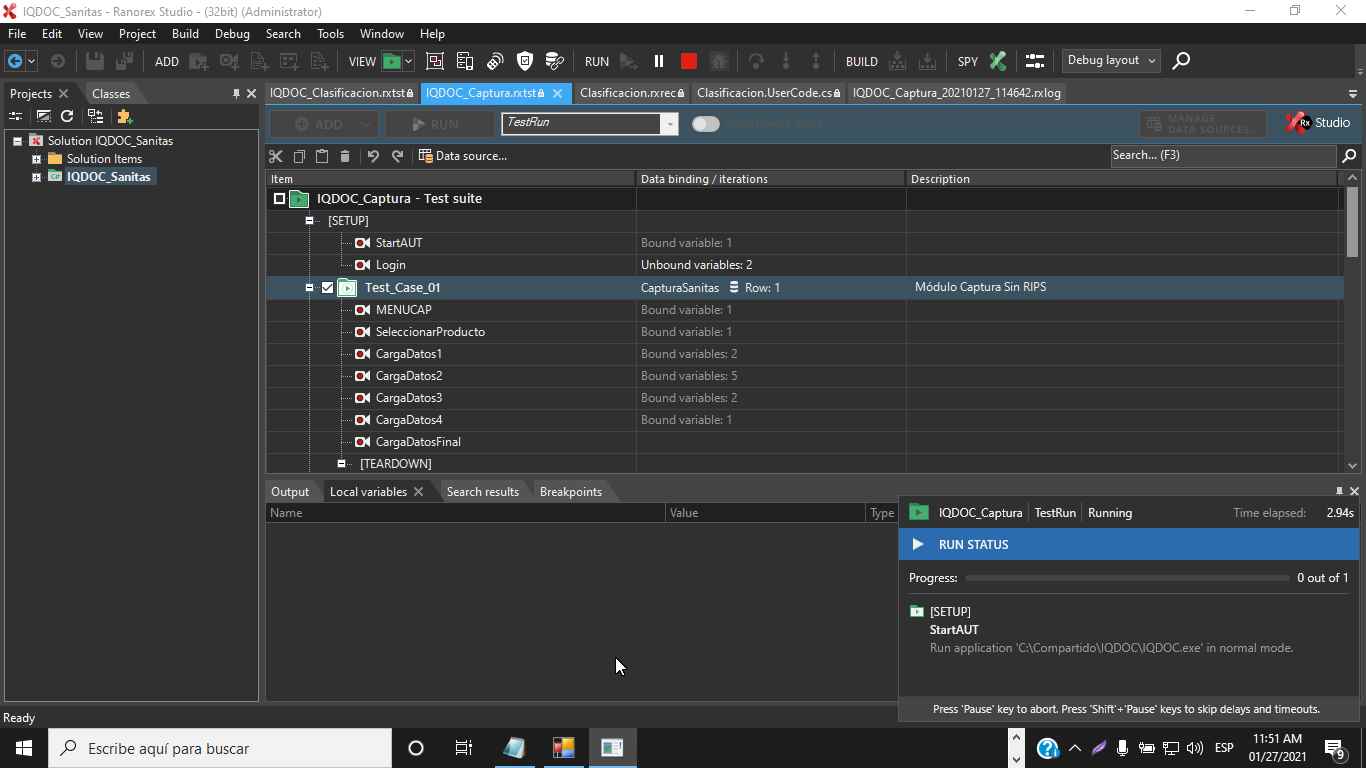 IQDOC_Sanitas - Ranorex Studio - (32bit) (Administrator)
File Edit View Project Build Debug Search Tools Window Help
ADD VIEW RUN BUILD SPY Debug layout
Projects Classes
IQDOC_Clasificacion.rxtst IQDOC_Captura.rxtst Clasificacion.rxrec Clasificacion.UserCode.cs IQDOC_Captura_20210127_114642.rxlog
ADD RUN TestRun MANAGE DATA SOURCES... Rx Studio
Data source... Search... (F3)
Solution IQDOC_Sanitas
Solution Items
IQDOC_Sanitas
Item Data binding / iterations Description
IQDOC_Captura - Test suite
[SETUP]
StartAUT Bound variable: 1
Login Unbound variables: 2
Test_Case_01 CapturaSanitas Row: 1 Módulo Captura Sin RIPS
MENUCAP Bound variable: 1
SeleccionarProducto Bound variable: 1
CargaDatos1 Bound variables: 2
CargaDatos2 Bound variables: 5
CargaDatos3 Bound variables: 2
CargaDatos4 Bound variable: 1
CargaDatosFinal
[TEARDOWN]
Output Local variables Search results Breakpoints
Name Value Type
IQDOC_Captura TestRun Running Time elapsed: 2.94s
RUN STATUS
Progress: 0 out of 1
[SETUP]
StartAUT
Run application 'C:\Compartido\IQDOC\IQDOC.exe' in normal mode.
Press 'Pause' key to abort. Press 'Shift'+'Pause' keys to skip delays and timeouts.
Ready
Escribe aquí para buscar
ESP
11:51 AM
01/27/2021
9